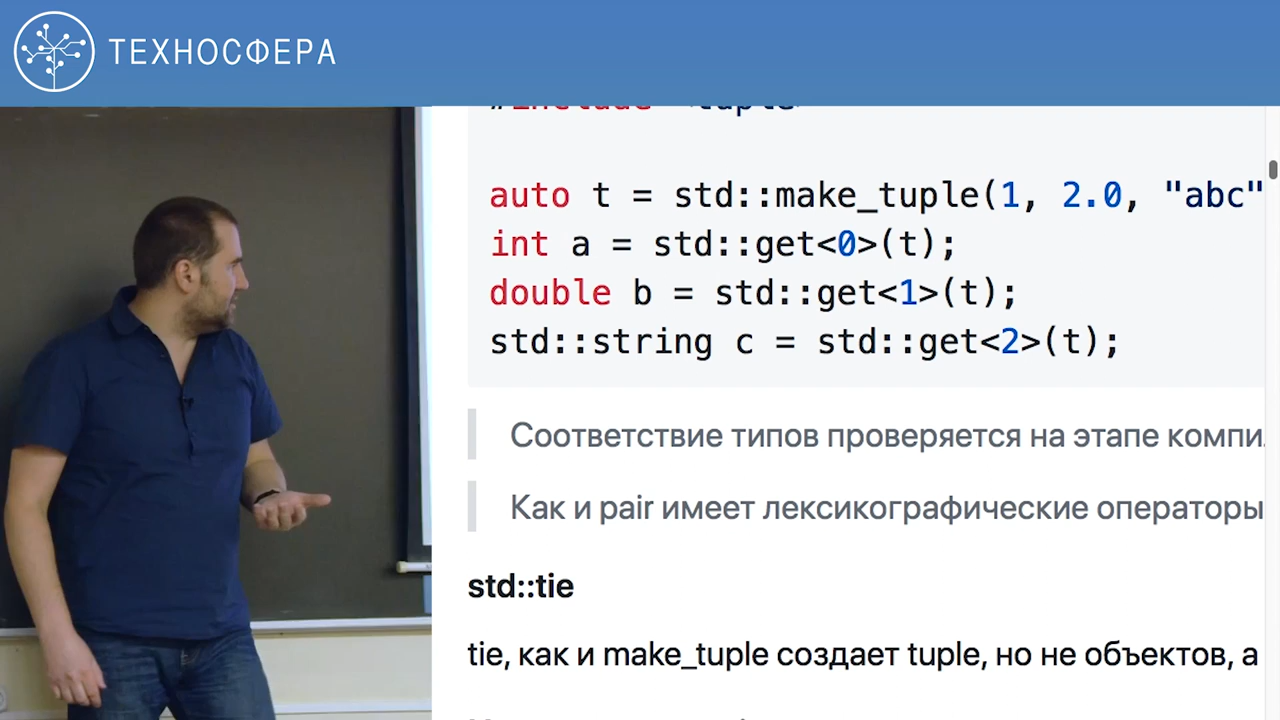 ТЕХНОСФЕРА
#include <tuple>
auto t = std::make_tuple(1, 2.0, "abc"
int a = std::get<0>(t);
double b = std::get<1>(t);
std::string c = std::get<2>(t);
Соответствие типов проверяется на этапе компи
Как и pair имеет лексикографические операторы
std::tie
tie, как и make_tuple создает tuple, но не объектов, а